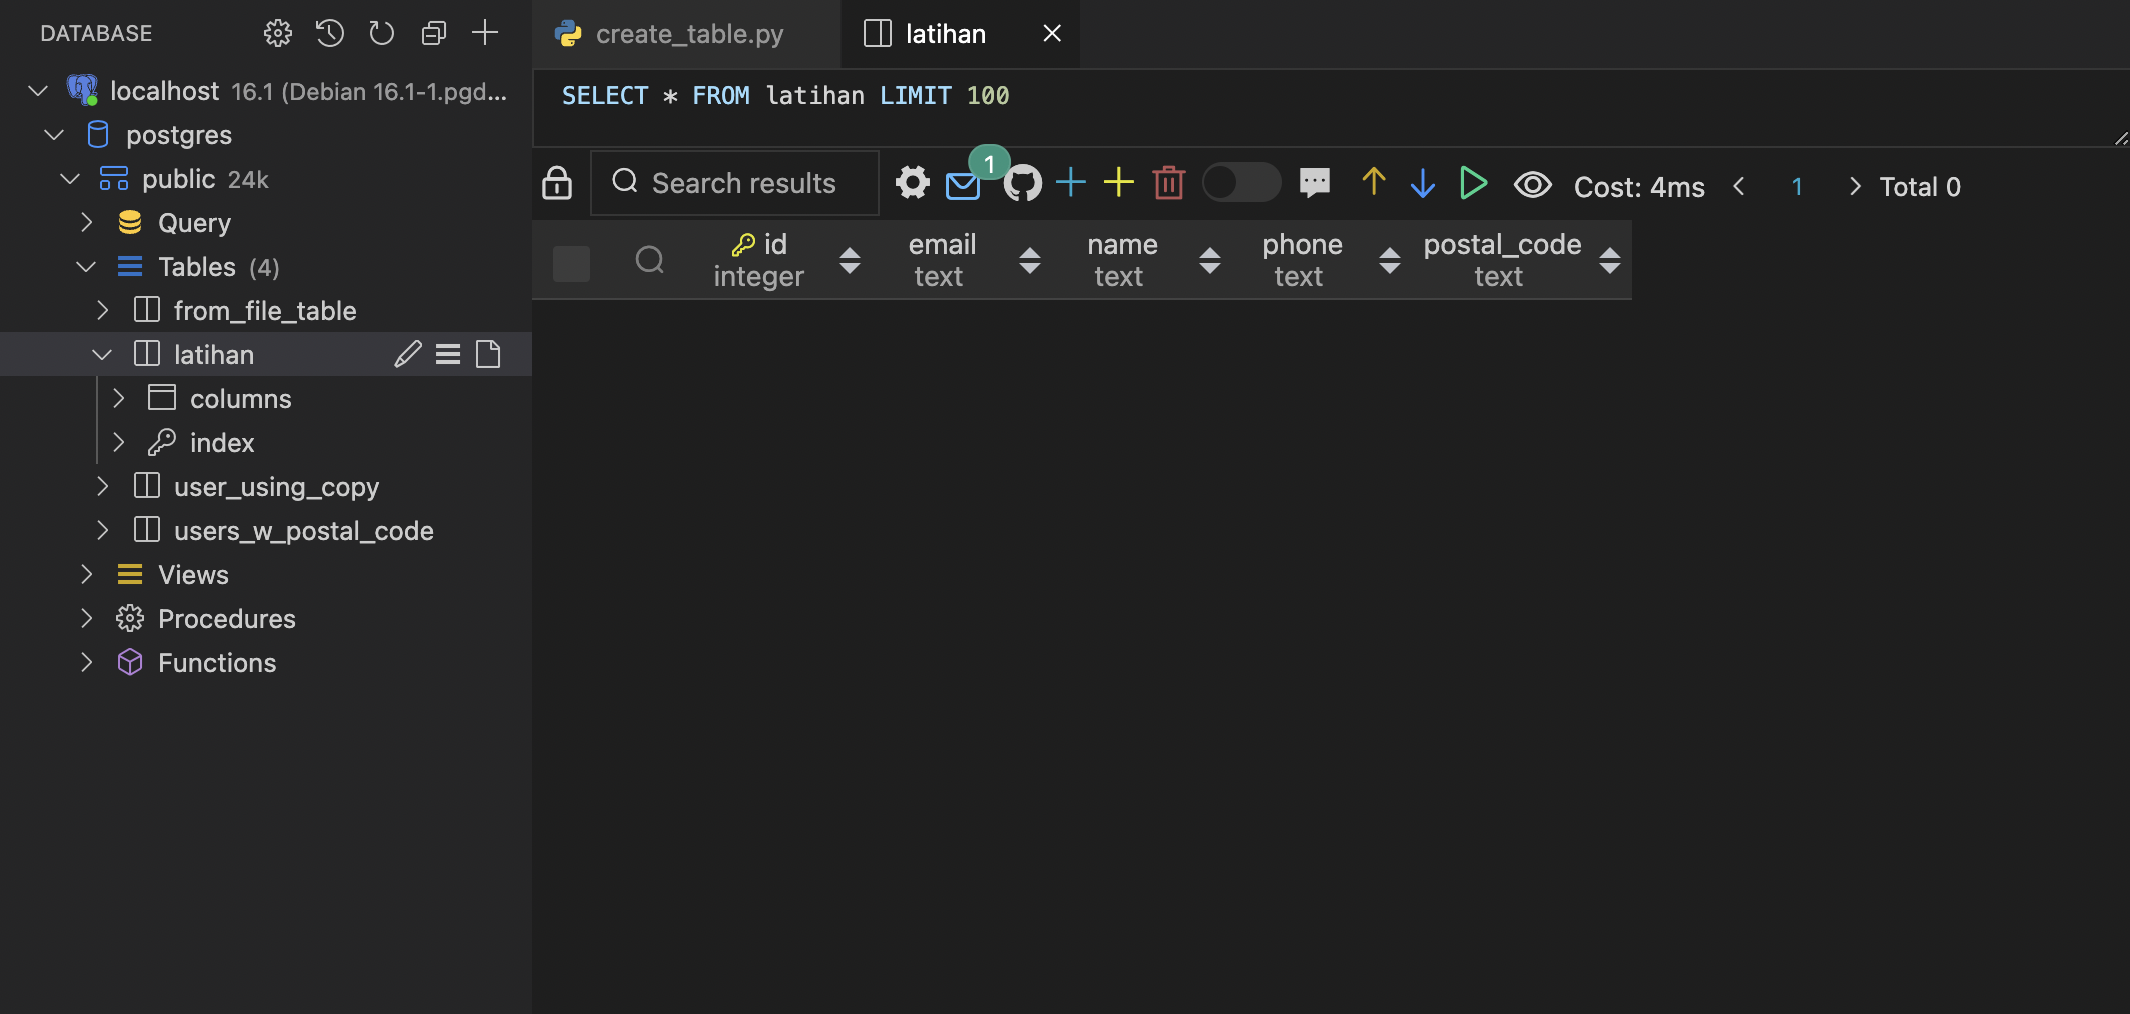 DATABASE
localhost 16.1 (Debian 16.1-1.pgd...
postgres
public 24k
Query
Tables (4)
from_file_table
latihan
columns
index
user_using_copy
users_w_postal_code
Views
Procedures
Functions
create_table.py
latihan
SELECT * FROM latihan LIMIT 100
Search results
1
Cost: 4ms
1
Total 0
id
integer
email
text
name
text
phone
text
postal_code
text